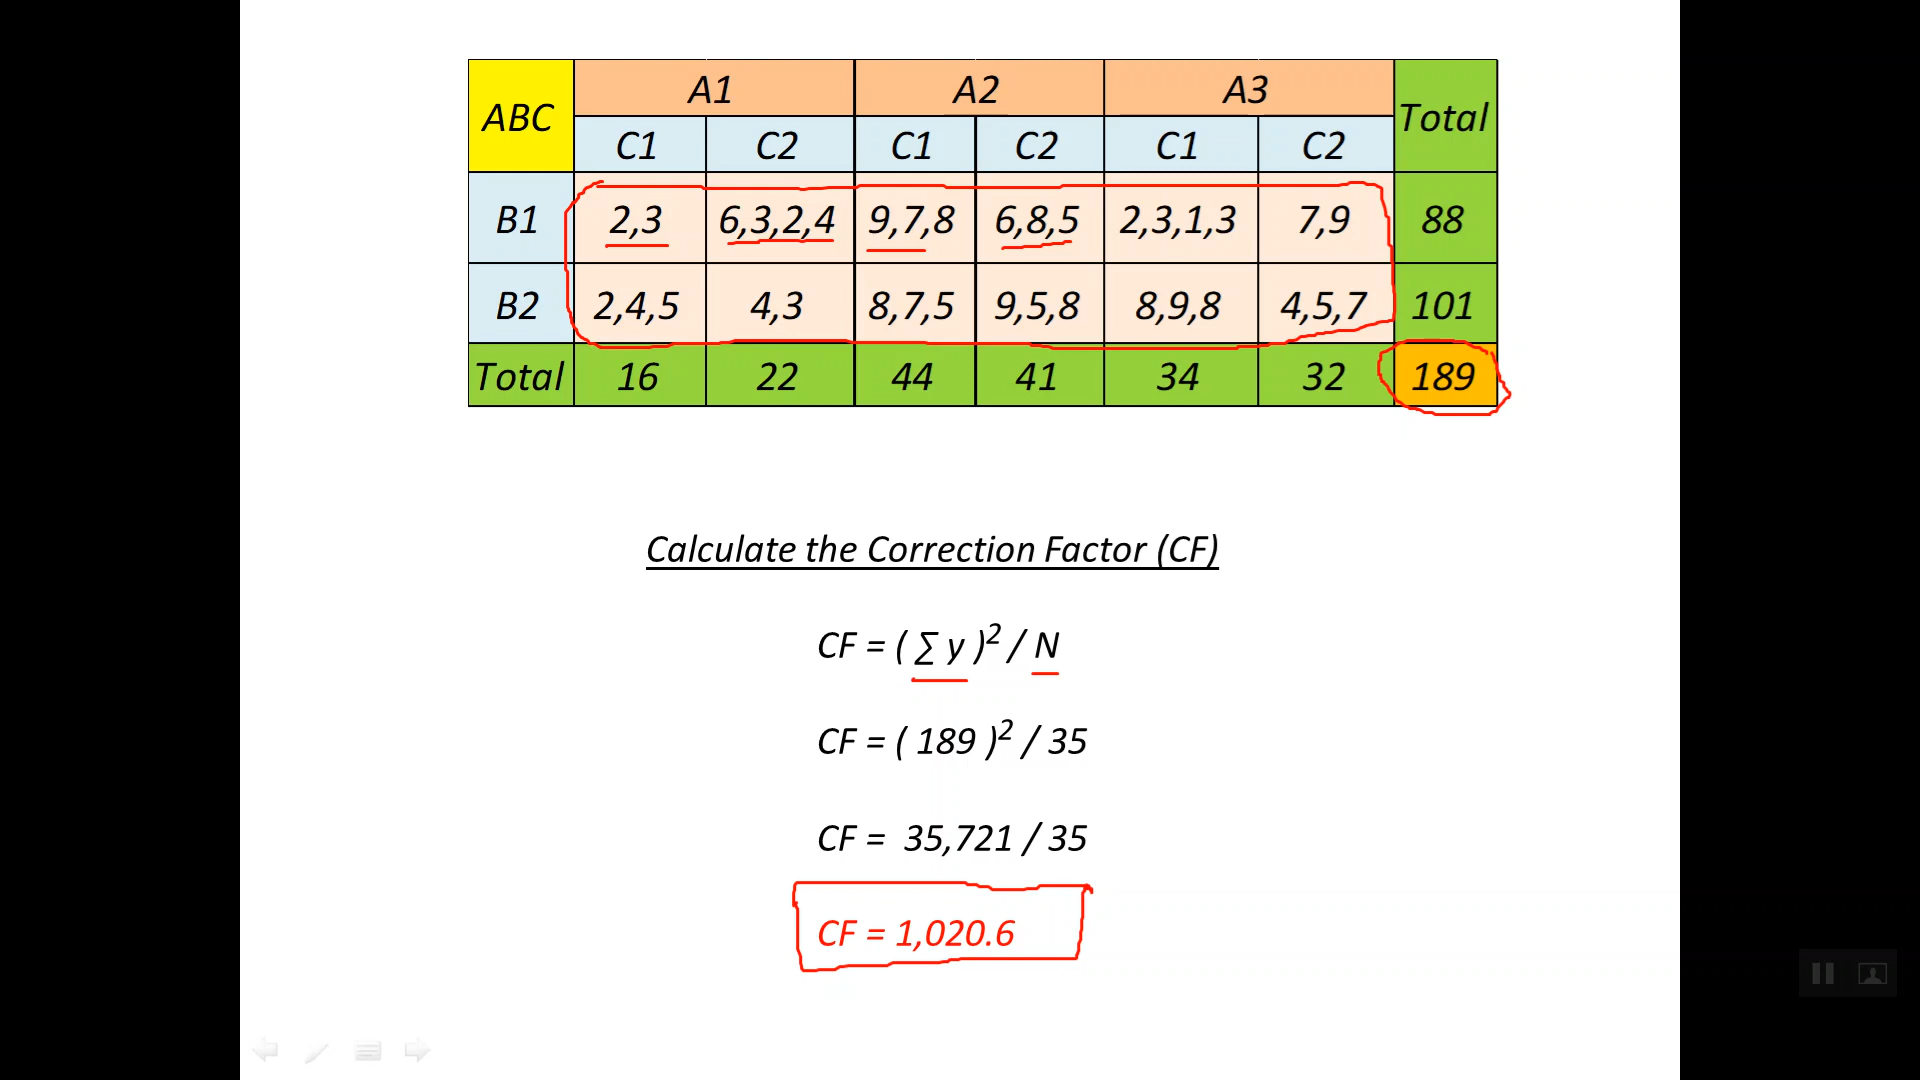 ABC A1 A2 A3 Total
C1 C2 C1 C2 C1 C2
B1 2,3 6,3,2,4 9,7,8 6,8,5 2,3,1,3 7,9 88
B2 2,4,5 4,3 8,7,5 9,5,8 8,9,8 4,5,7 101
Total 16 22 44 41 34 32 189
Calculate the Correction Factor (CF)
CF = ( ∑ y )² / N
CF = ( 189 )² / 35
CF = 35,721 / 35
CF = 1,020.6